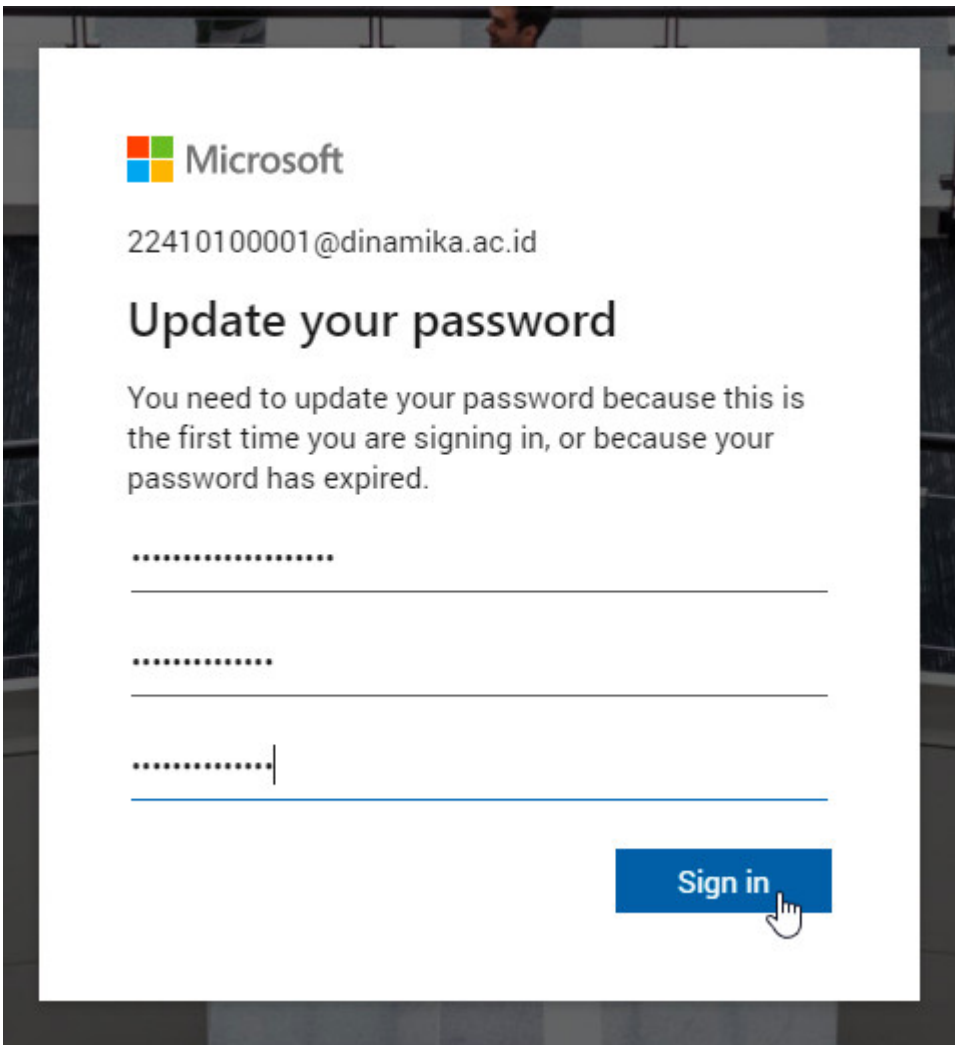 Microsoft
22410100001@dinamika.ac.id
Update your password
You need to update your password because this is
the first time you are signing in, or because your
password has expired.
••••••••••••••••••••
••••••••••••••
••••••••••••••
Sign in